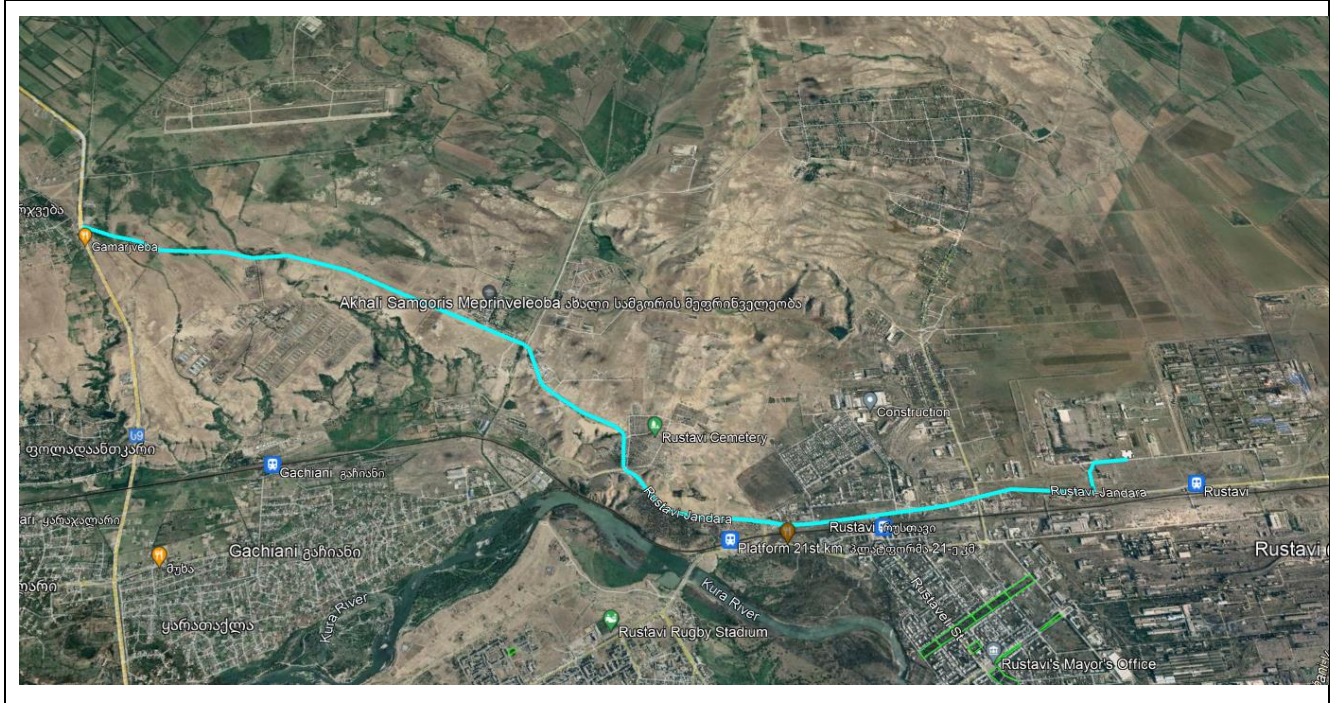 Gamarjveba
Akhali Samgoris Meprinveleoba ახალი სამგორის მეფრინველეობა
Construction
Rustavi Cemetery
ს9
Gachiani გაჩიანი
Rustavi-Jandara
Rustavi
Rustavi-Jandara
Rustavi რუსთავი
Platform 21st km პლატფორმა 21-ე კმ
Gachiani გაჩიანი
მუხა
Rustavi
Kura River
Kura River
Rustaveli St
ყარათაკლა
Rustavi Rugby Stadium
Rustavi's Mayor's Office